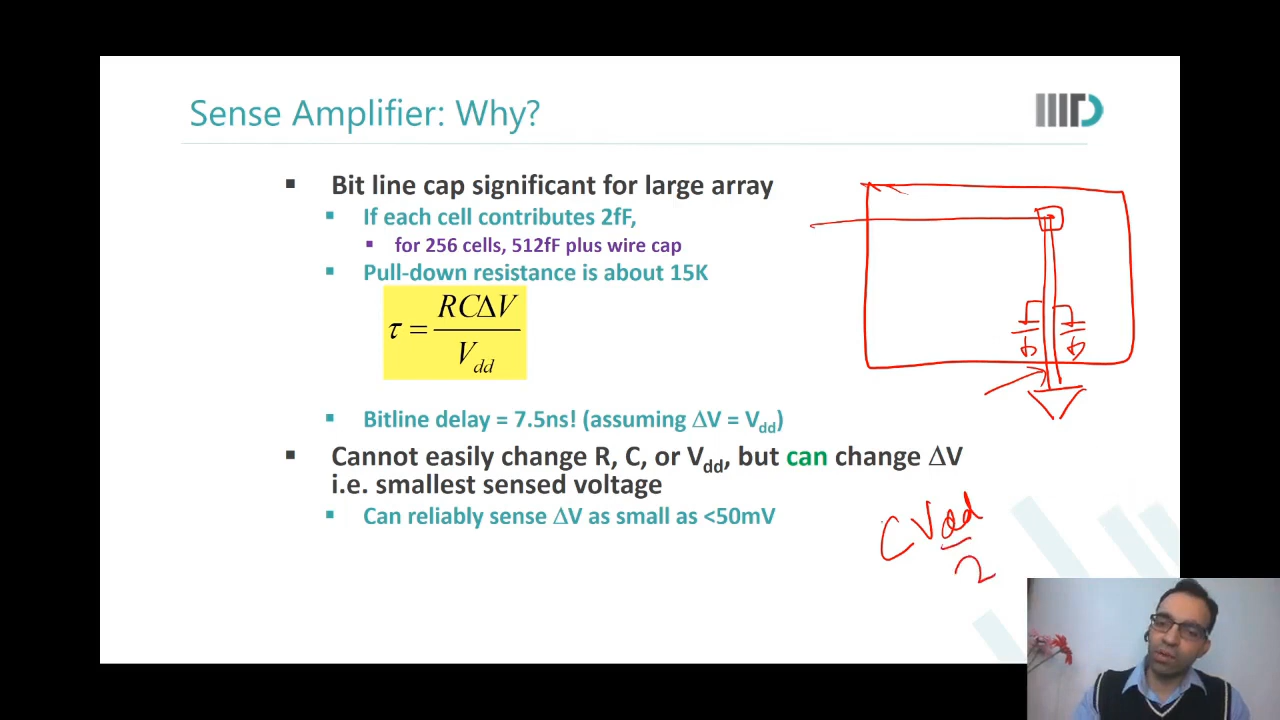 Sense Amplifier: Why?
IIITD
Bit line cap significant for large array
If each cell contributes 2fF,
for 256 cells, 512fF plus wire cap
Pull-down resistance is about 15K
τ = RCΔV / Vdd
Bitline delay = 7.5ns! (assuming ΔV = Vdd)
Cannot easily change R, C, or Vdd, but can change ΔV
i.e. smallest sensed voltage
Can reliably sense ΔV as small as <50mV
CVdd
2